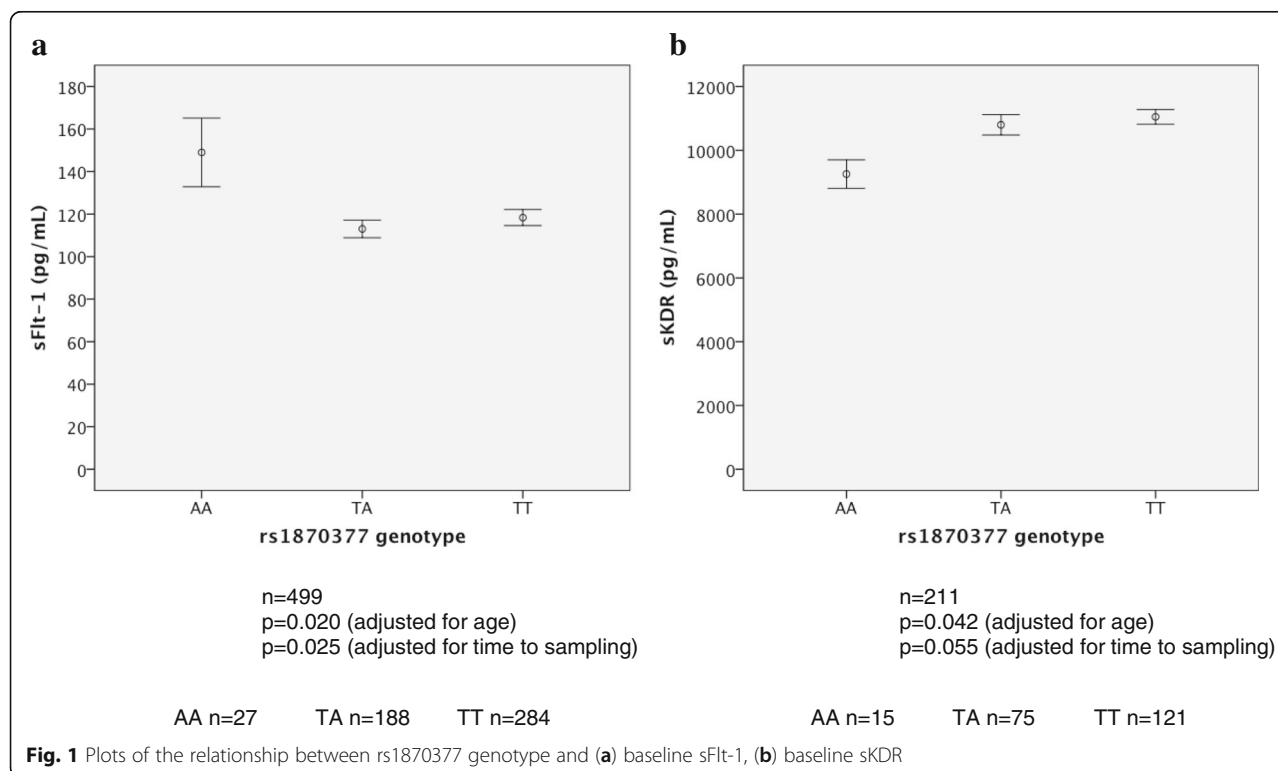 a
180
160
140
120
100
80
60
40
20
0
sFlt-1 (pg/mL)
AA TA TT
rs1870377 genotype
n=499
p=0.020 (adjusted for age)
p=0.025 (adjusted for time to sampling)
AA n=27 TA n=188 TT n=284
b
12000
10000
8000
6000
4000
2000
0
sKDR (pg/mL)
AA TA TT
rs1870377 genotype
n=211
p=0.042 (adjusted for age)
p=0.055 (adjusted for time to sampling)
AA n=15 TA n=75 TT n=121
Fig. 1 Plots of the relationship between rs1870377 genotype and (a) baseline sFlt-1, (b) baseline sKDR